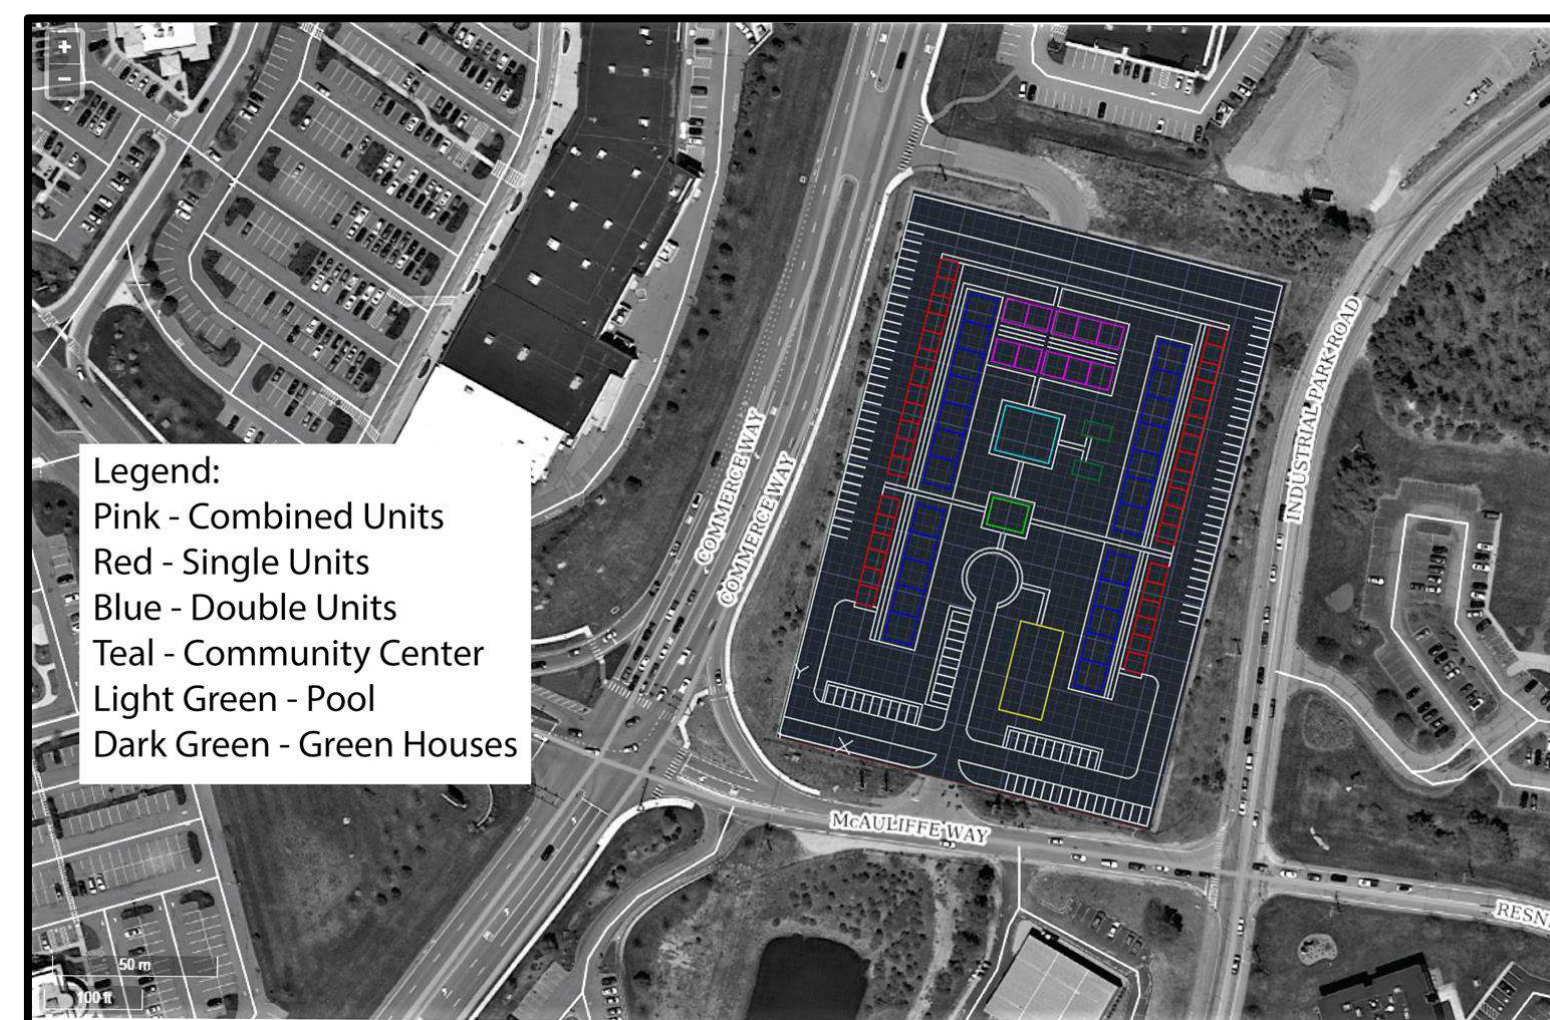 +
−
COMMERCE WAY
COMMERCE WAY
INDUSTRIAL PARK ROAD
Legend:
Pink - Combined Units
Red - Single Units
Blue - Double Units
Teal - Community Center
Light Green - Pool
Dark Green - Green Houses
Y
X
McAULIFFE WAY
RESN
50 m
100 ft